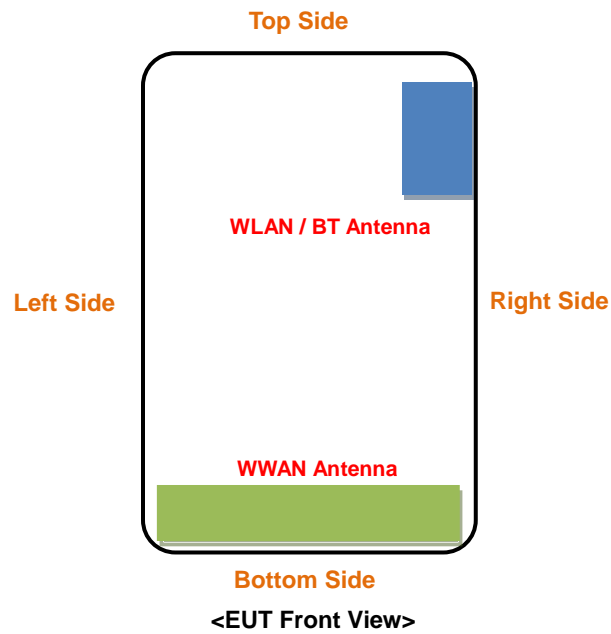 Top Side
WLAN / BT Antenna
Left Side
Right Side
WWAN Antenna
Bottom Side
<EUT Front View>